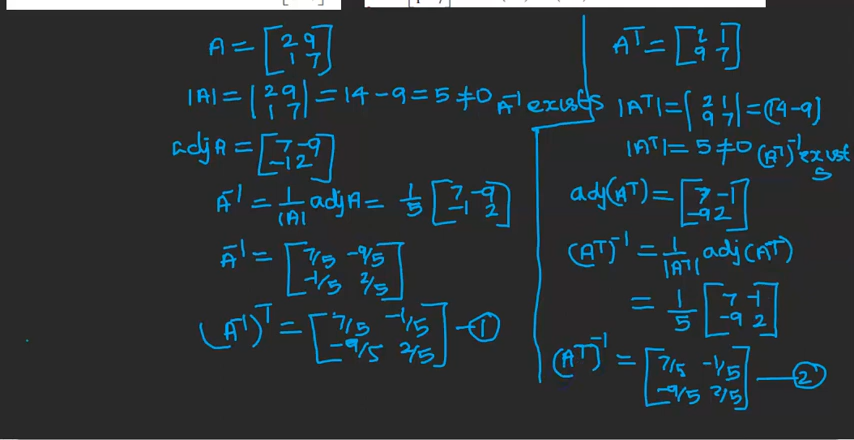 A = [2 9
1 7]
|A| = |2 9
1 7| = 14 - 9 = 5 ≠ 0 A⁻¹ exists
adj A = [7 -9
-1 2]
A⁻¹ = 1/|A| adj A = 1/5 [7 -9
-1 2]
A⁻¹ = [7/5 -9/5
-1/5 2/5]
(A⁻¹)ᵀ = [7/5 -1/5
-9/5 2/5] — ①
Aᵀ = [2 1
9 7]
|Aᵀ| = |2 1
9 7| = (14-9)
|Aᵀ| = 5 ≠ 0 (Aᵀ)⁻¹ exists
adj(Aᵀ) = [7 -1
-9 2]
(Aᵀ)⁻¹ = 1/|Aᵀ| adj(Aᵀ)
= 1/5 [7 -1
-9 2]
(Aᵀ)⁻¹ = [7/5 -1/5
-9/5 2/5] — ②